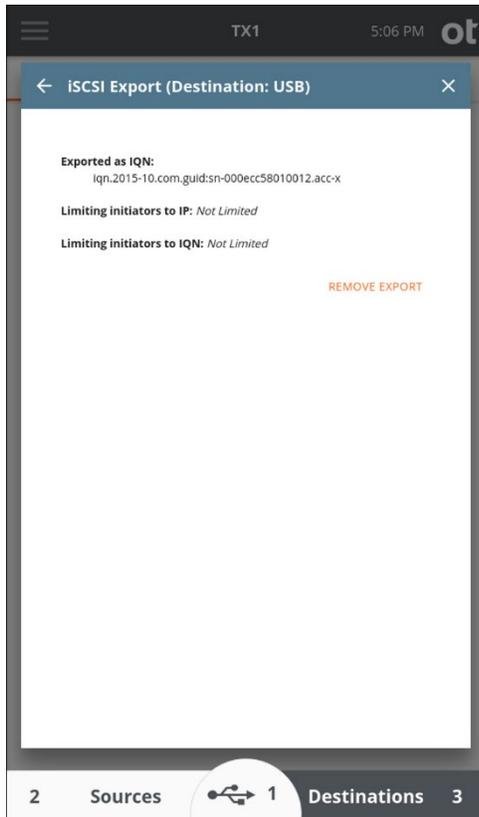 TX1
5:06 PM
ot
iSCSI Export (Destination: USB)
Exported as IQN:
iqn.2015-10.com.guid:sn-000ecc58010012.acc-x
Limiting initiators to IP: Not Limited
Limiting initiators to IQN: Not Limited
REMOVE EXPORT
2 Sources
1
Destinations 3